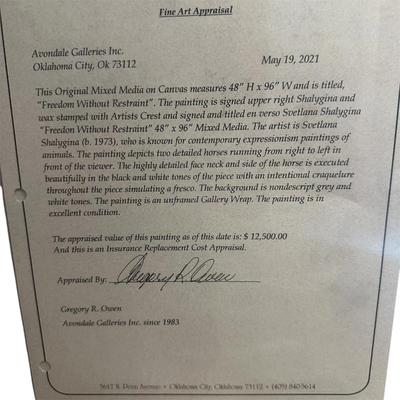 Fine Art Appraisal
Avondale Galleries Inc.
Oklahoma City, Ok 73112 May 19, 2021
This Original Mixed Media on Canvas measures 48" H x 96" W and is titled,
"Freedom Without Restraint". The painting is signed upper right Shalygina and
wax stamped with Artists Crest and signed and titled en verso Svetlana Shalygina
"Freedon Without Restraint" 48" x 96" Mixed Media. The artist is Svetlana
Shalygina (b. 1973), who is known for contemporary expressionism paintings of
animals. The painting depicts two detailed horses running from right to left in
front of the viewer. The highly detailed face neck and side of the horse is executed
beautifully in the black and white tones of the piece with an intentional craquelure
throughout the piece simulating a fresco. The background is nondescript grey and
white tones. The painting is an unframed Gallery Wrap. The painting is in
excellent condition.
The appraised value of this painting as of this date is: $ 12,500.00
And this is an Insurance Replacement Cost Appraisal.
Appraised By: Gregory R. Owen
Gregory R. Owen
Avondale Galleries Inc. since 1983
5617 N. Penn Avenue • Oklahoma City, Oklahoma 73112 • (405) 840-5614